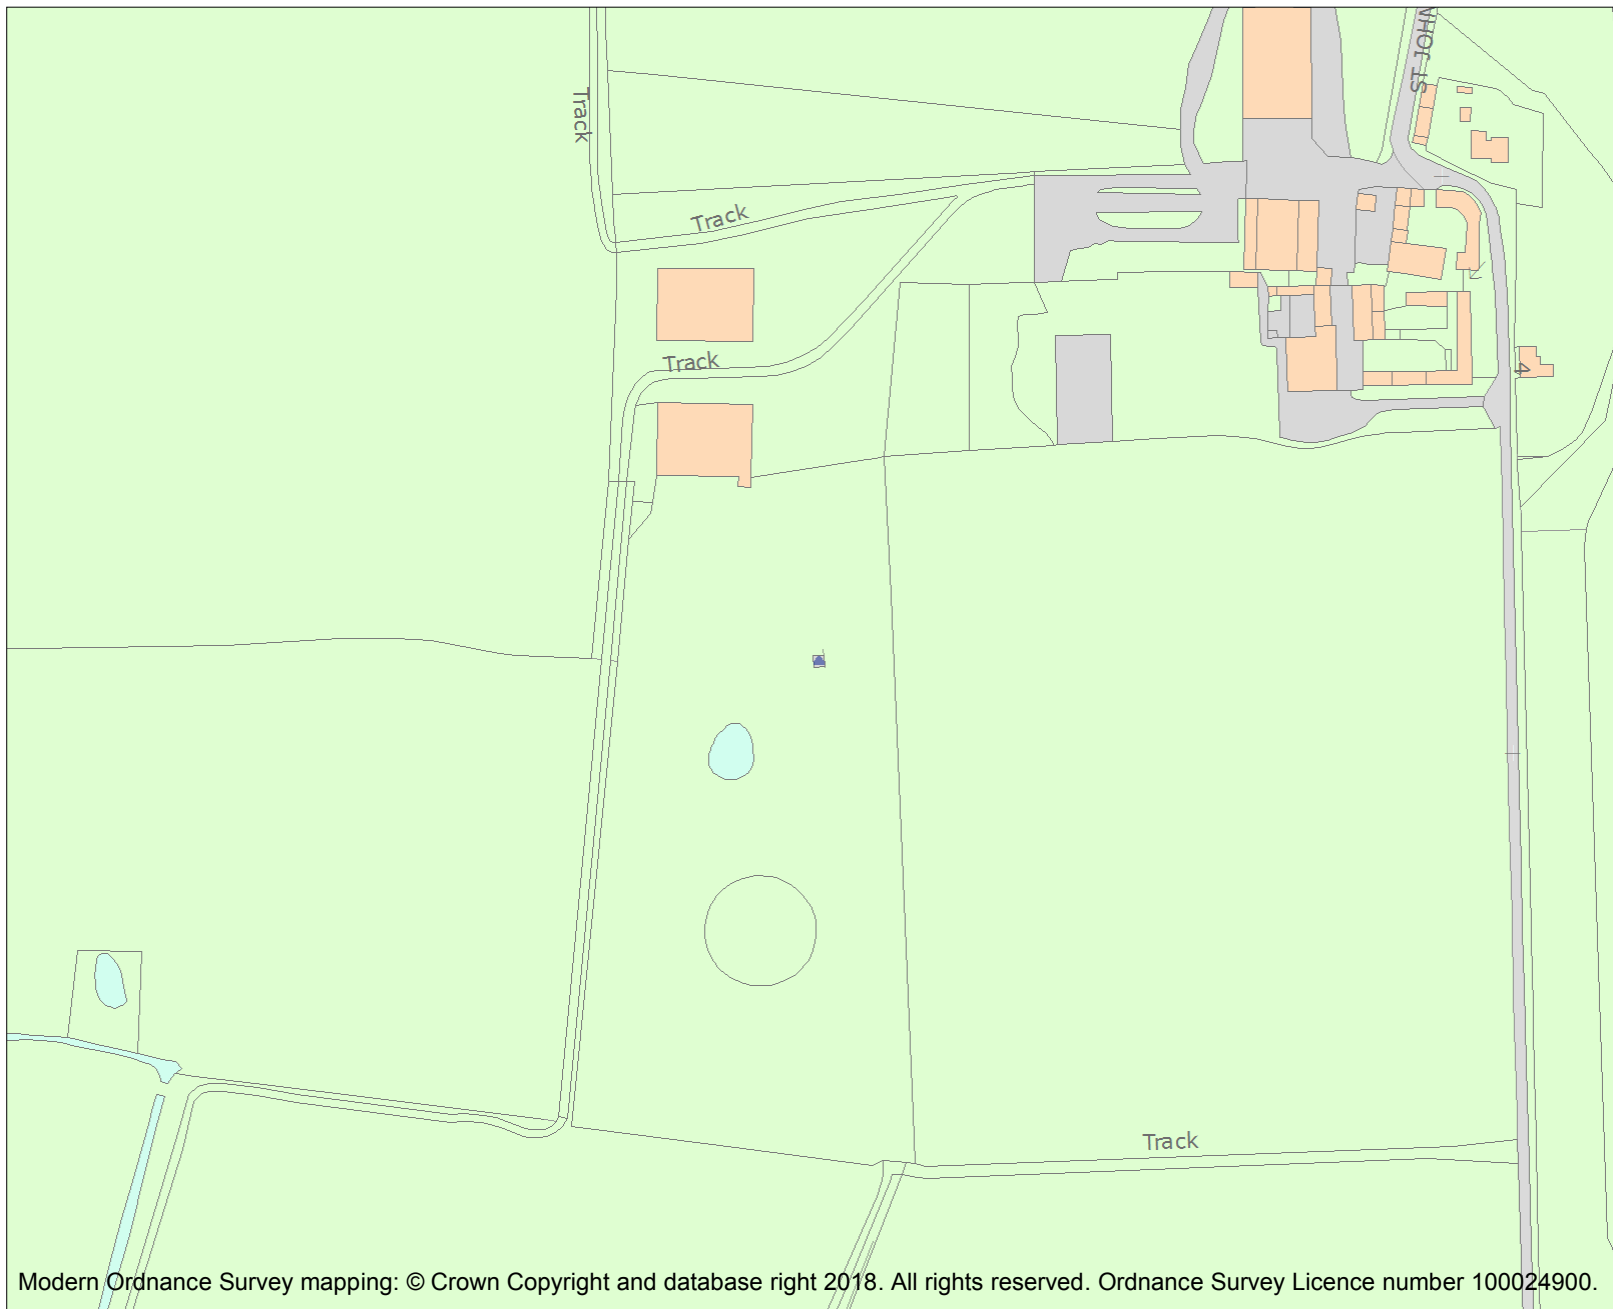 ST JOHN
Track
Track
Track
4
Track
Modern Ordnance Survey mapping: © Crown Copyright and database right 2018. All rights reserved. Ordnance Survey Licence number 100024900.